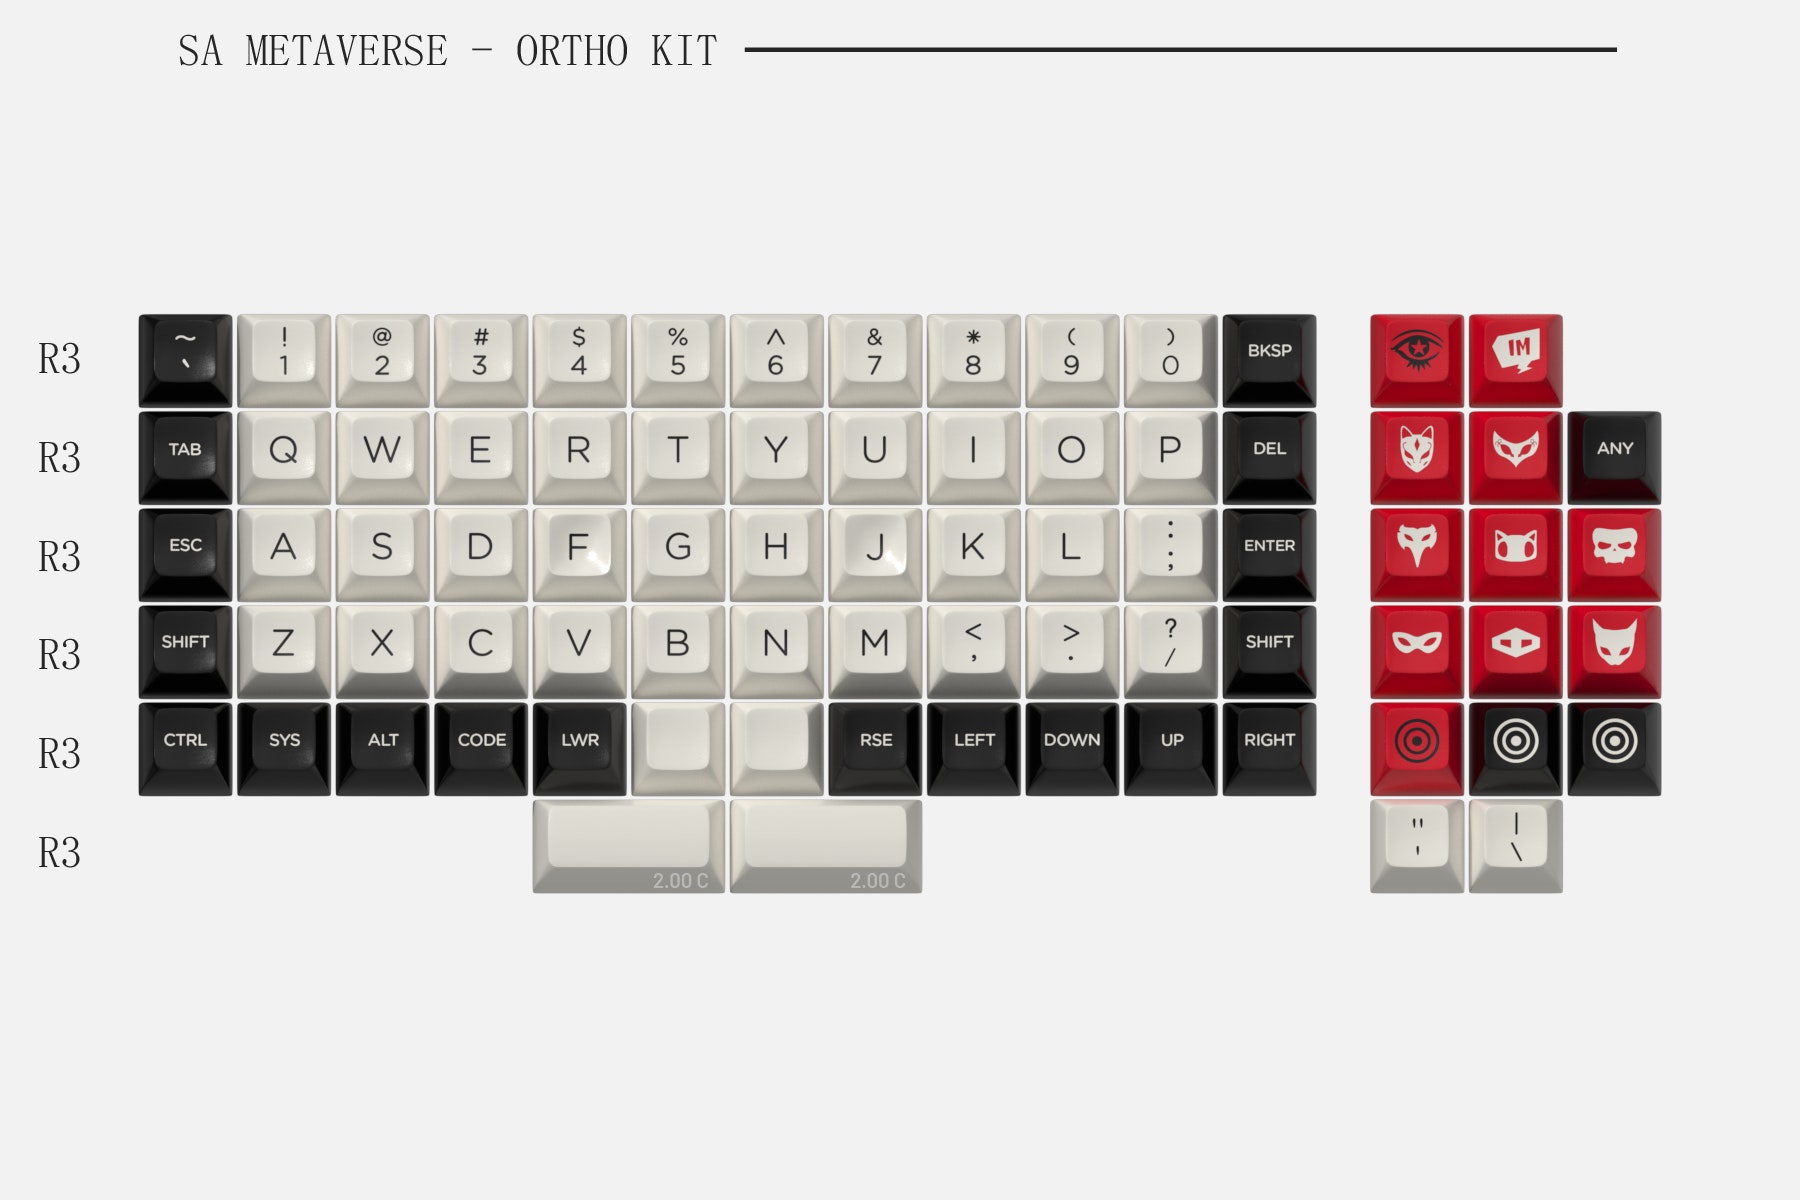 SA METAVERSE - ORTHO KIT
R3 ~ ` ! 1 @ 2 # 3 $ 4 % 5 ^ 6 & 7 * 8 ( 9 ) 0 BKSP IM
R3 TAB Q W E R T Y U I O P DEL ANY
R3 ESC A S D F G H J K L : ; ENTER
R3 SHIFT Z X C V B N M < , > . ? / SHIFT
R3 CTRL SYS ALT CODE LWR RSE LEFT DOWN UP RIGHT
R3 2.00 C 2.00 C " ' | \